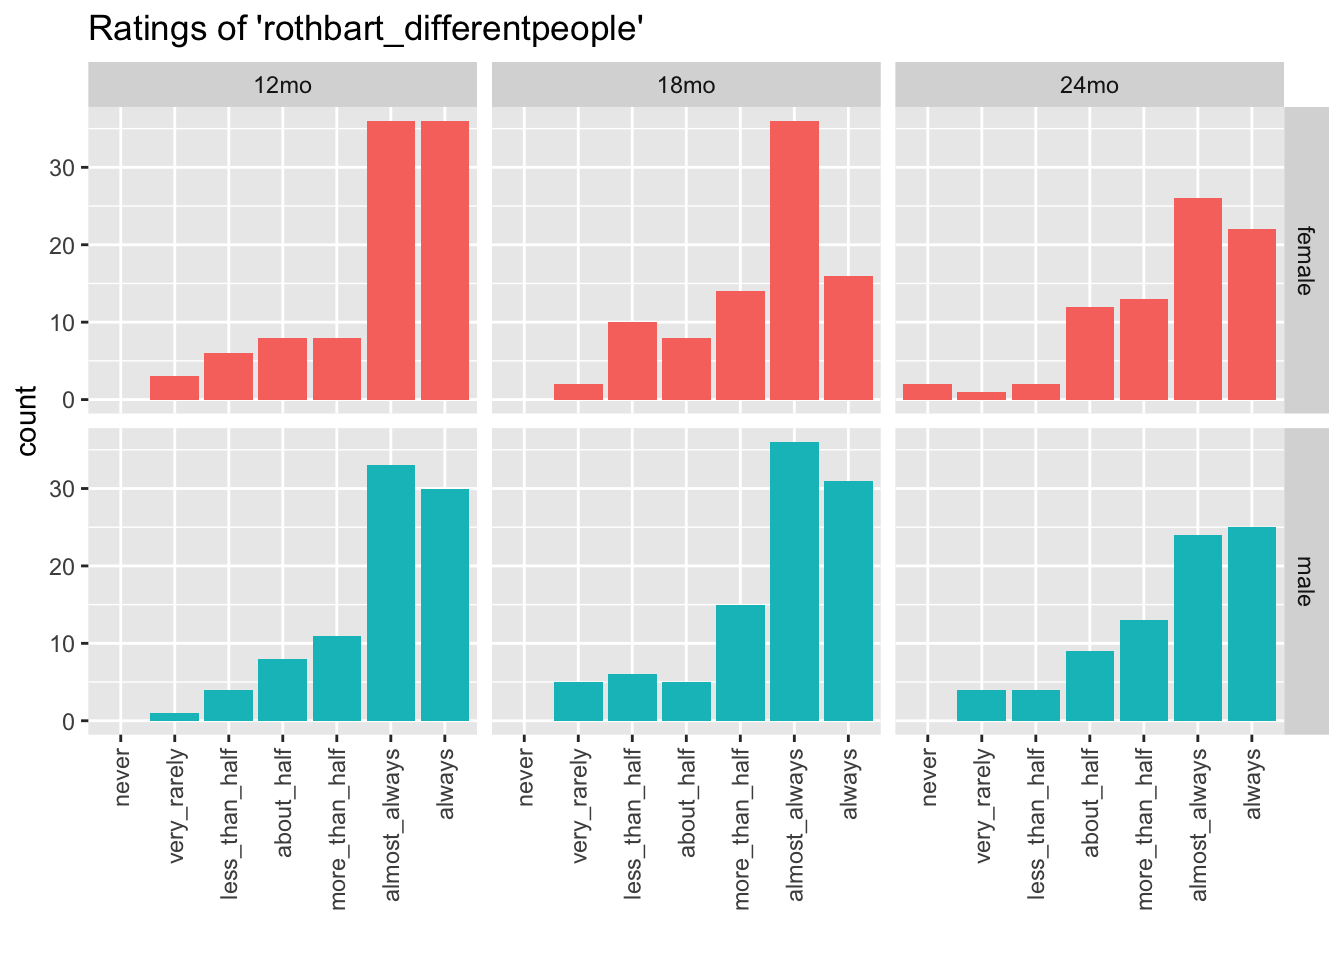 Ratings of 'rothbart_differentpeople'
12mo 18mo 24mo
count
30
20
10
0
female
30
20
10
0
male
never very_rarely less_than_half about_half more_than_half almost_always always
never very_rarely less_than_half about_half more_than_half almost_always always
never very_rarely less_than_half about_half more_than_half almost_always always